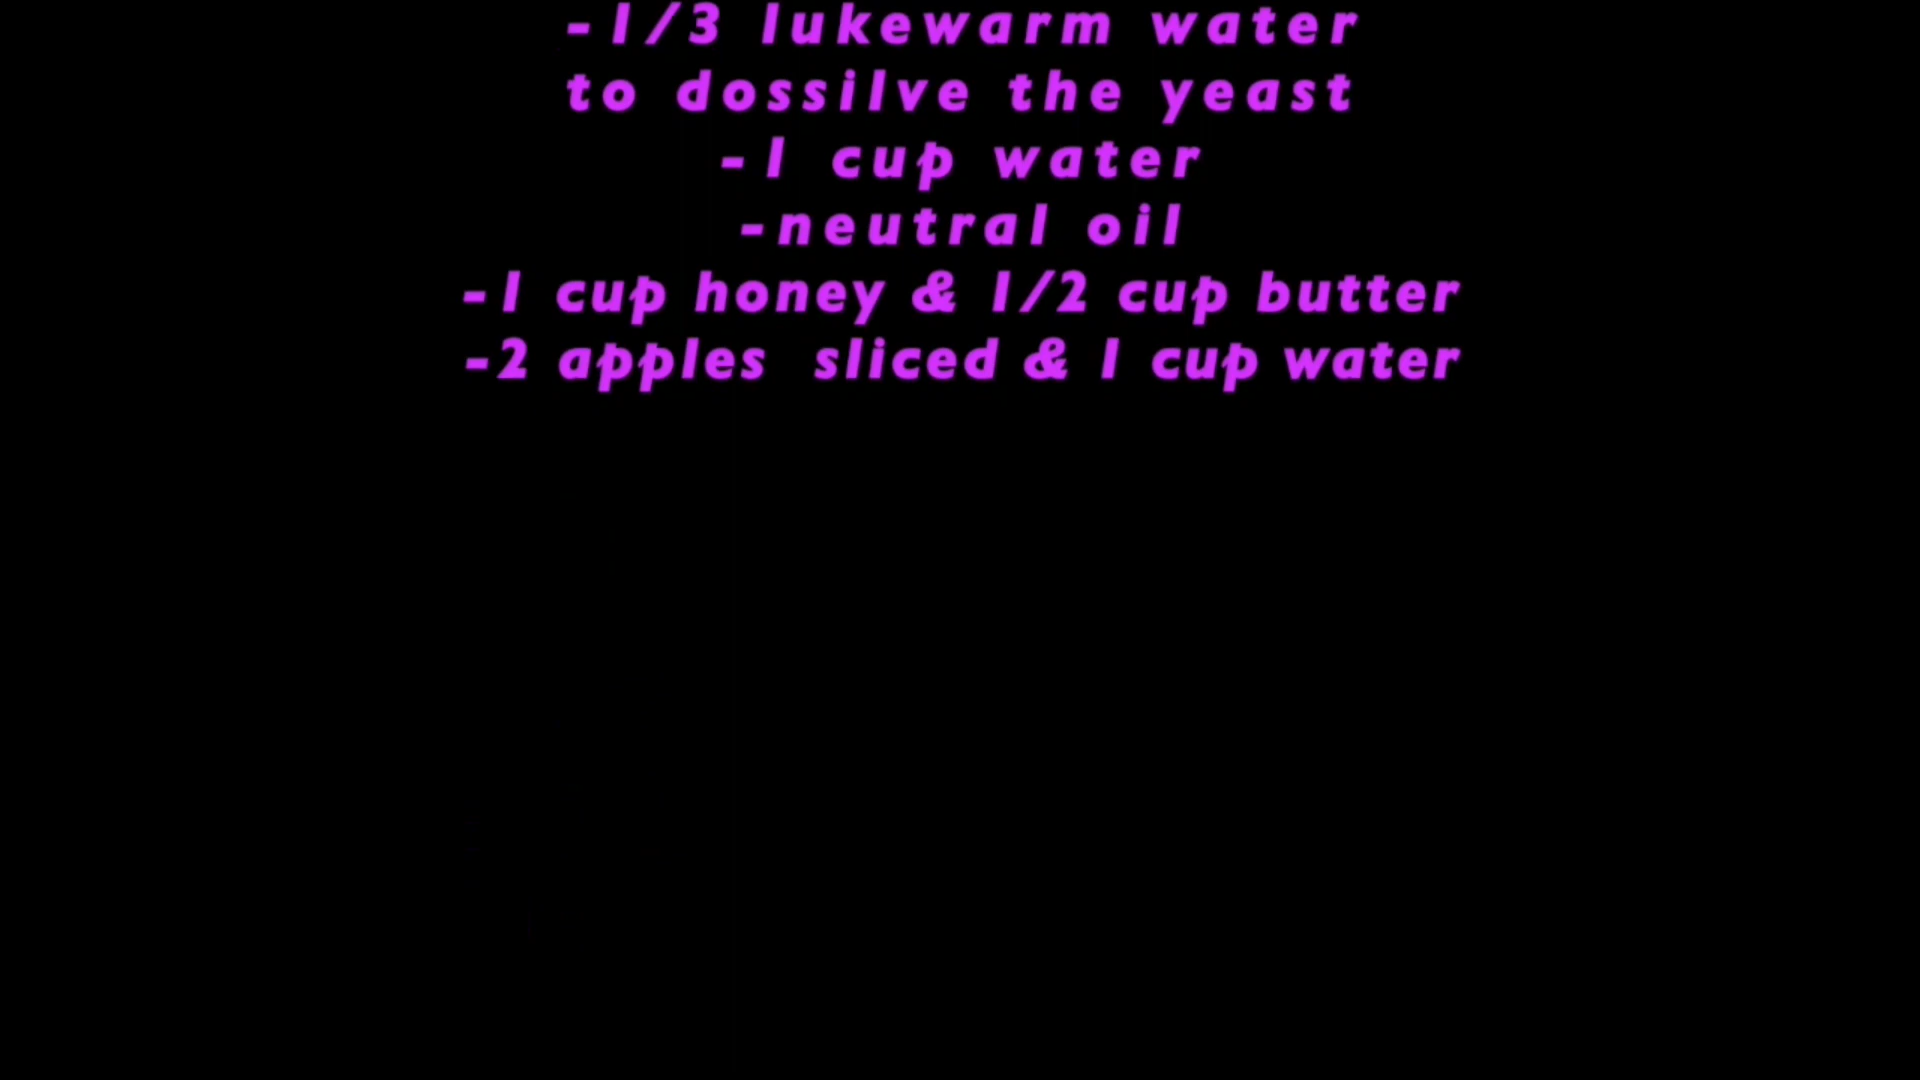 -1/3 lukewarm water
to dossilve the yeast
-1 cup water
-neutral oil
-1 cup honey & 1/2 cup butter
-2 apples sliced & 1 cup water